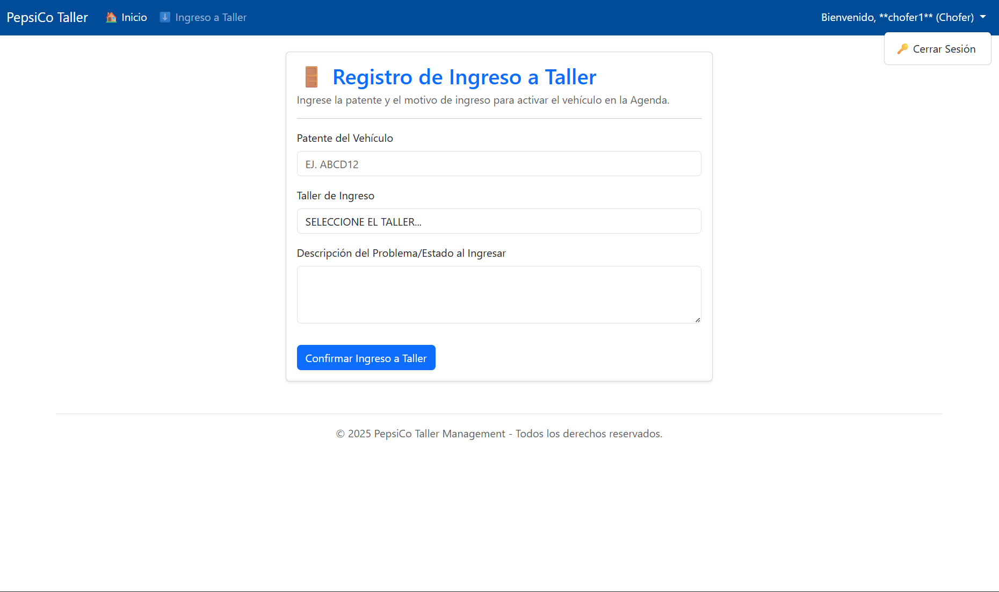 PepsiCo Taller
Inicio
Ingreso a Taller
Bienvenido, **chofer1** (Chofer)
Cerrar Sesión
Registro de Ingreso a Taller
Ingrese la patente y el motivo de ingreso para activar el vehículo en la Agenda.
Patente del Vehículo
EJ. ABCD12
Taller de Ingreso
SELECCIONE EL TALLER...
Descripción del Problema/Estado al Ingresar
Confirmar Ingreso a Taller
© 2025 PepsiCo Taller Management - Todos los derechos reservados.